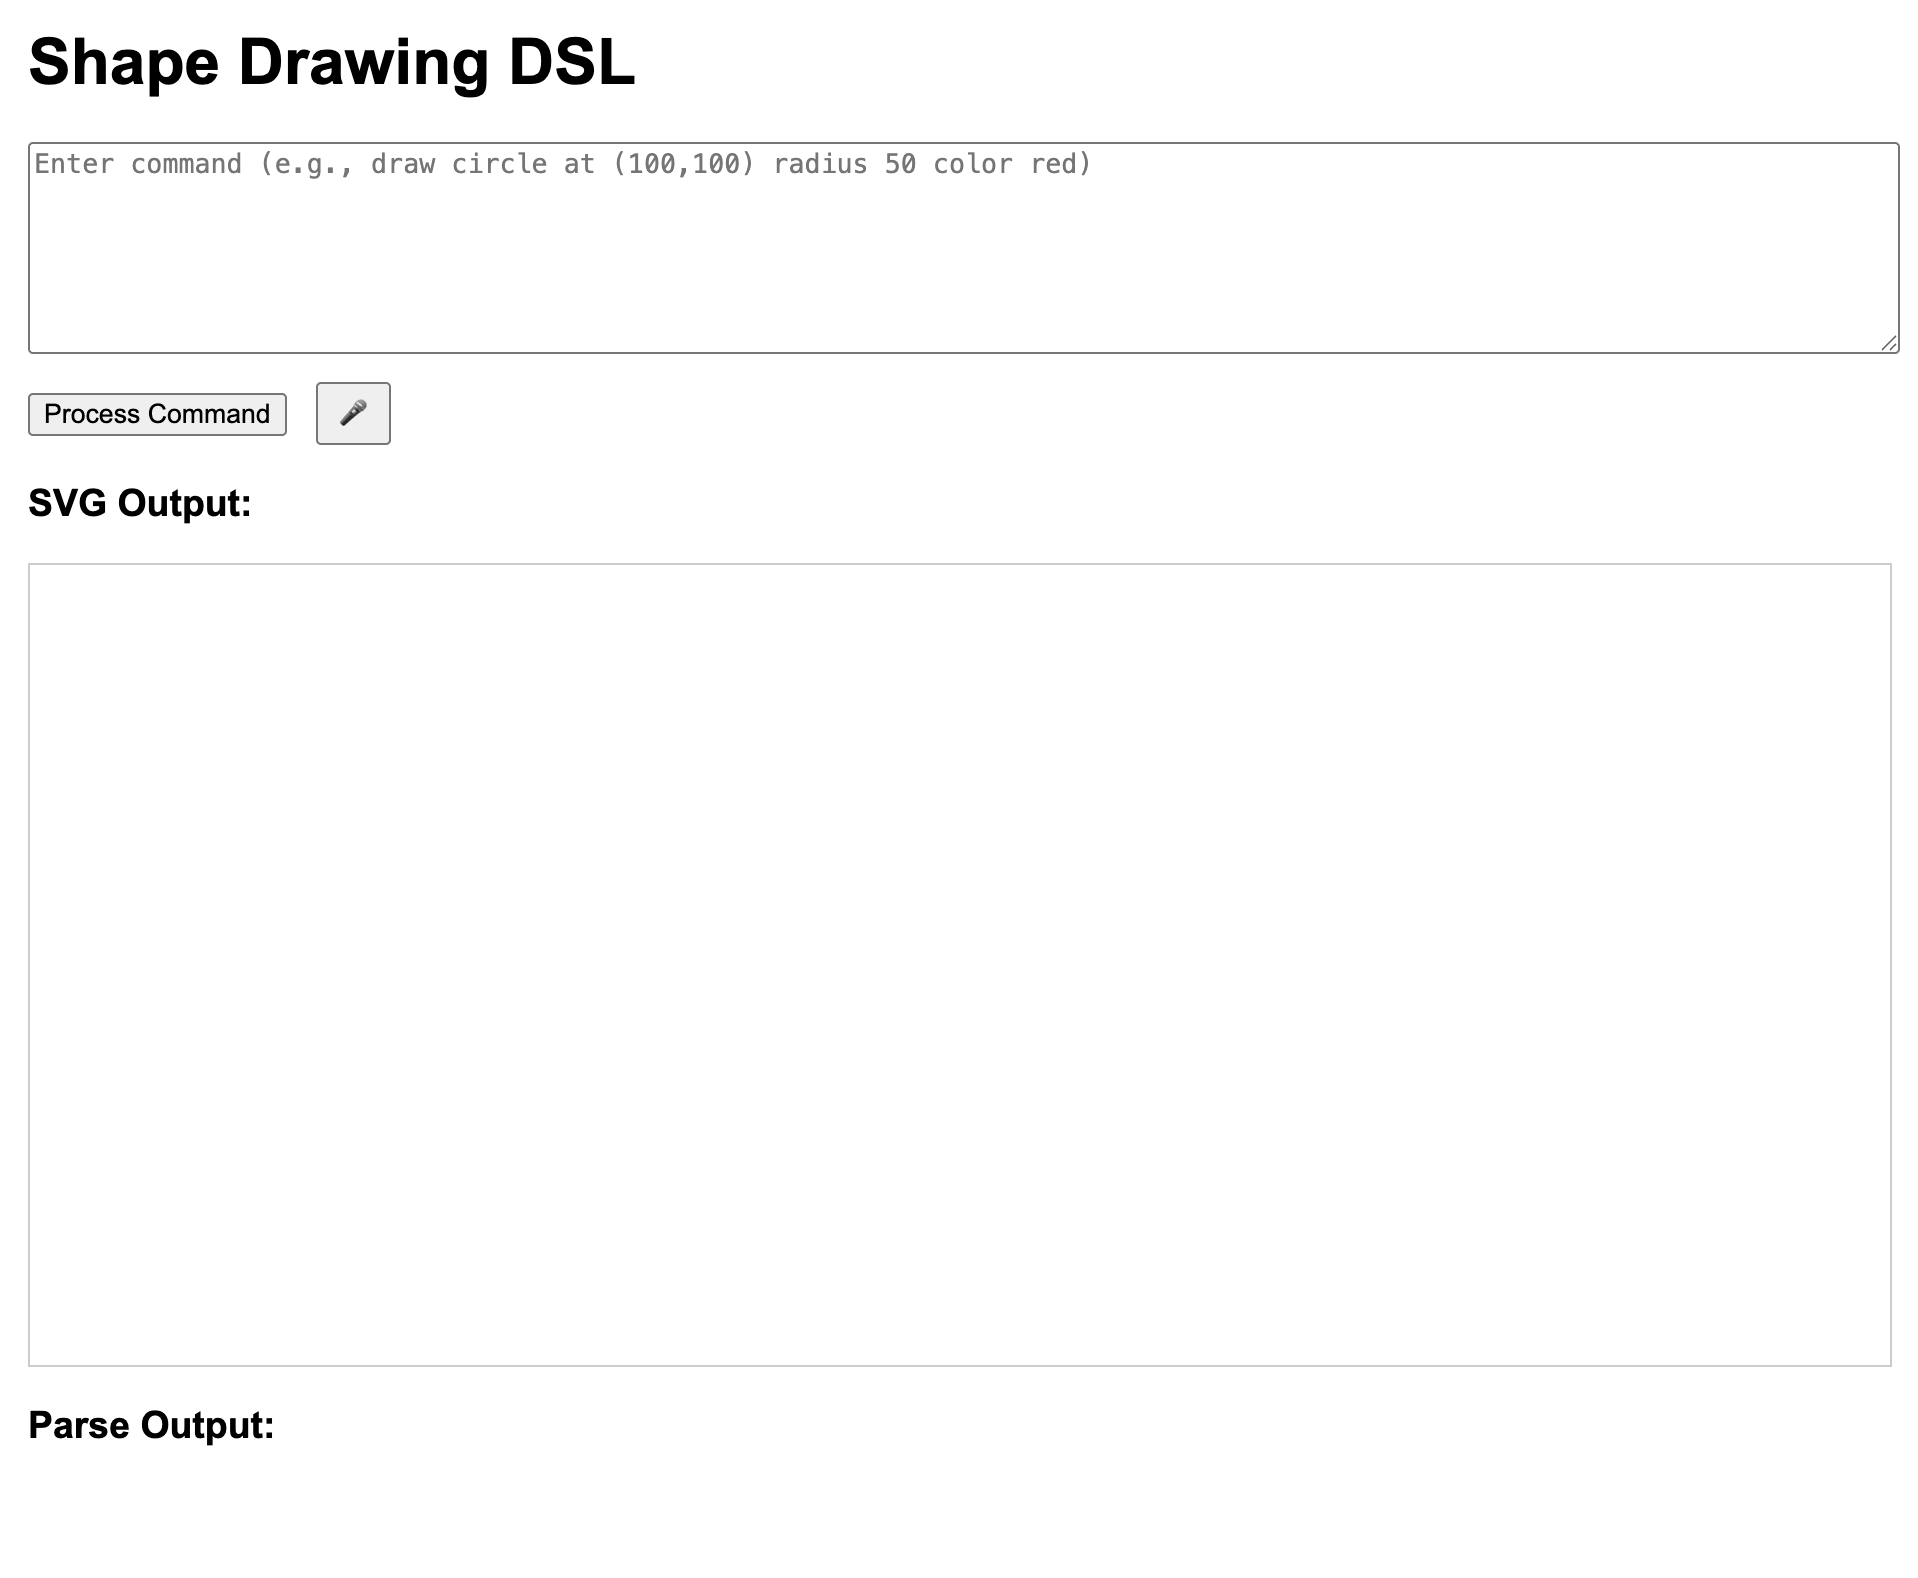 Shape Drawing DSL
Enter command (e.g., draw circle at (100,100) radius 50 color red)
Process Command
SVG Output:
Parse Output: